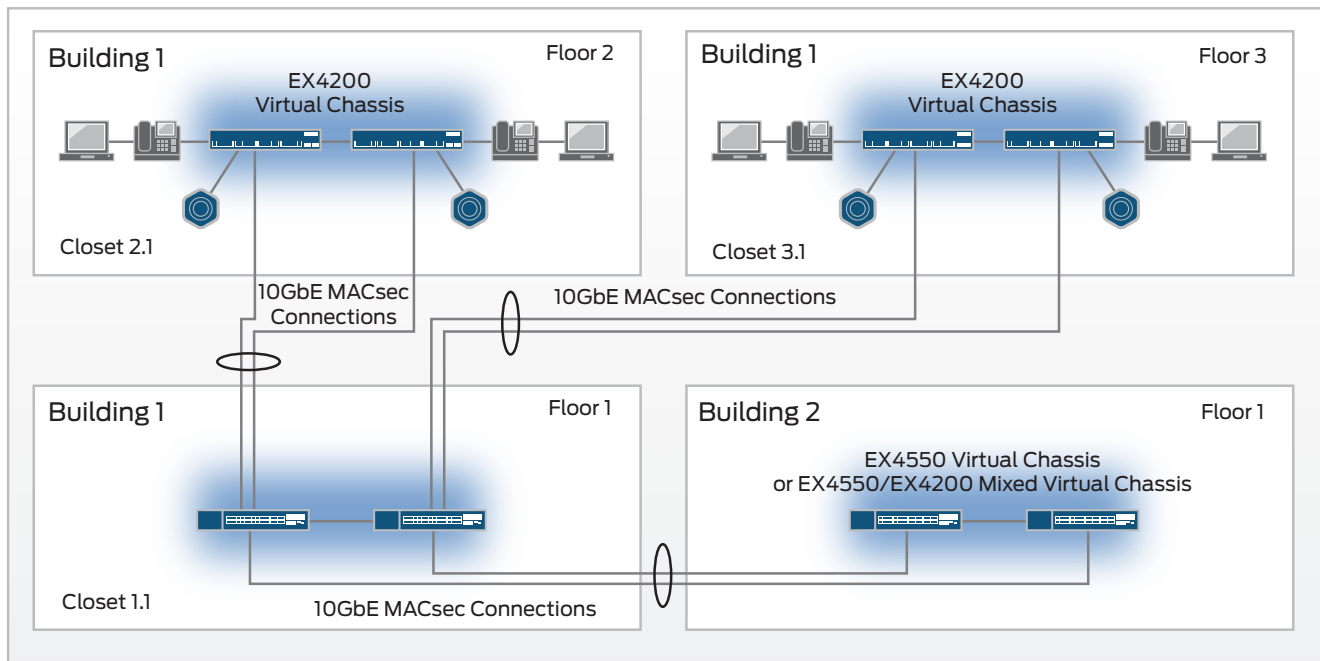 Building 1
Floor 2
EX4200
Virtual Chassis
Closet 2.1
Building 1
Floor 3
EX4200
Virtual Chassis
Closet 3.1
10GbE MACsec
Connections
10GbE MACsec Connections
Building 1
Floor 1
Closet 1.1
Building 2
Floor 1
EX4550 Virtual Chassis
or EX4550/EX4200 Mixed Virtual Chassis
10GbE MACsec Connections